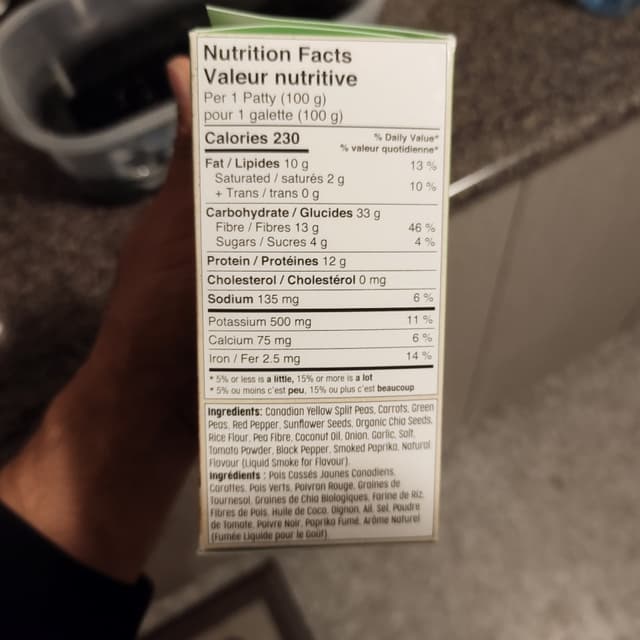 Nutrition Facts
Valeur nutritive
Per 1 Patty (100 g)
pour 1 galette (100 g)
Calories 230
% Daily Value*
% valeur quotidienne*
Fat / Lipides 10 g 13 %
Saturated / saturés 2 g
+ Trans / trans 0 g 10 %
Carbohydrate / Glucides 33 g
Fibre / Fibres 13 g 46 %
Sugars / Sucres 4 g 4 %
Protein / Protéines 12 g
Cholesterol / Cholestérol 0 mg
Sodium 135 mg 6 %
Potassium 500 mg 11 %
Calcium 75 mg 6 %
Iron / Fer 2.5 mg 14 %
* 5% or less is a little, 15% or more is a lot
* 5% ou moins c'est peu, 15% ou plus c'est beaucoup
Ingredients: Canadian Yellow Split Peas, Carrots, Green
Peas, Red Pepper, Sunflower Seeds, Organic Chia Seeds,
Rice Flour, Pea Fibre, Coconut Oil, Onion, Garlic, Salt,
Tomato Powder, Black Pepper, Smoked Paprika, Natural
Flavour (Liquid Smoke for Flavour).
Ingrédients : Pois Cassés Jaunes Canadiens,
Carottes, Pois Verts, Poivron Rouge, Graines de
Tournesol, Graines de Chia Biologiques, Farine de Riz,
Fibres de Pois, Huile de Coco, Oignon, Ail, Sel, Poudre
de Tomate, Poivre Noir, Paprika Fumé, Arôme Naturel
(Fumée Liquide pour le Goût)